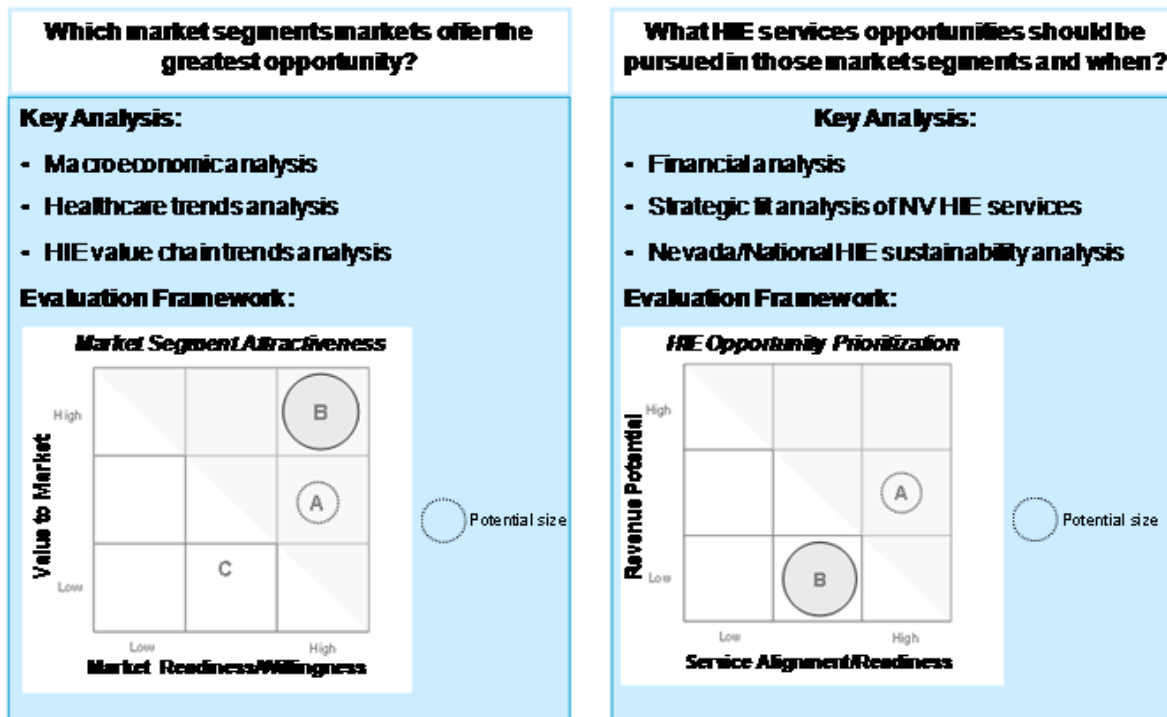 Which market segments markets offer the
greatest opportunity?
Key Analysis:
- Macroeconomic analysis
- Healthcare trends analysis
- HIE value chain trends analysis
Evaluation Framework:
Market Segment Attractiveness
High
B
Value to Market
A
C
Low
Low
High
Market Readiness/Willingness
Potential size
What HIE services opportunities should be
pursued in those market segments and when?
Key Analysis:
- Financial analysis
- Strategic fit analysis of NV HIE services
- Nevada/National HIE sustainability analysis
Evaluation Framework:
HIE Opportunity Prioritization
High
Revenue Potential
A
B
Low
Low
High
Service Alignment/Readiness
Potential size